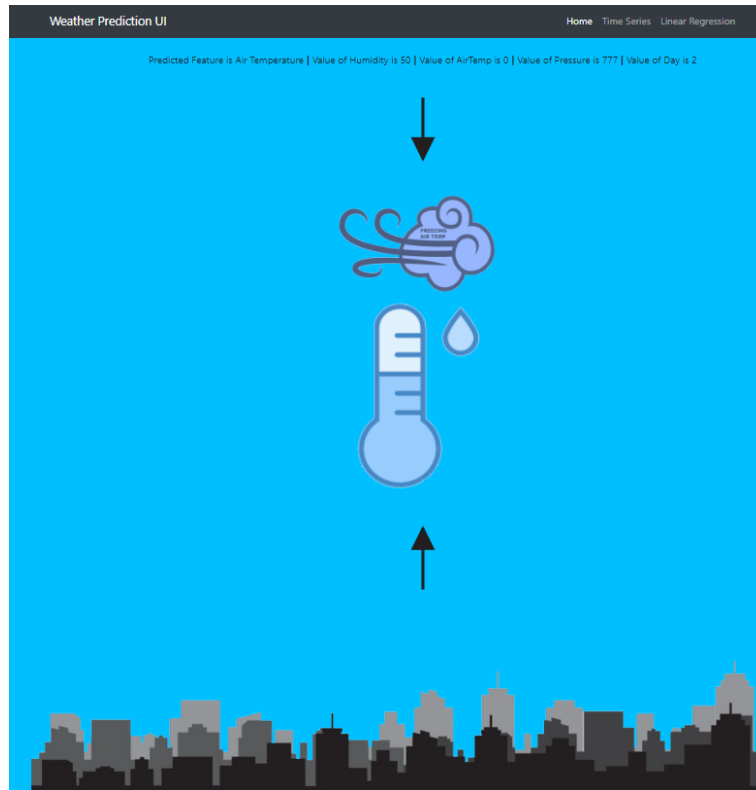 Weather Prediction UI
Home Time Series Linear Regression
Predicted Feature is Air Temperature | Value of Humidity is 50 | Value of AirTemp is 0 | Value of Pressure is 777 | Value of Day is 2
FREEZING
AIR TEMP